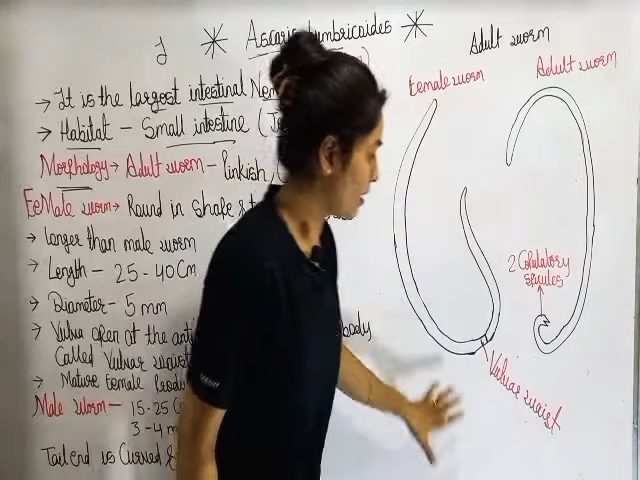 Ascaris Lumbricoides
→ It is the largest intestinal
→ Habitat - Small intestine
Morphology → Adult worm - Pinkish,
FeMale worm → Round in shape &
→ longer than male worm
→ Length - 25-40 Cm
→ Diameter - 5 mm
→ Vulva open at the body
Called Vulvar waist
→ Mature Female
Male worm - 15-25
3-4
Tail end is Curved &
Adult worm
Female worm
Adult worm
2 Copulatory
spicules
Vulvar waist